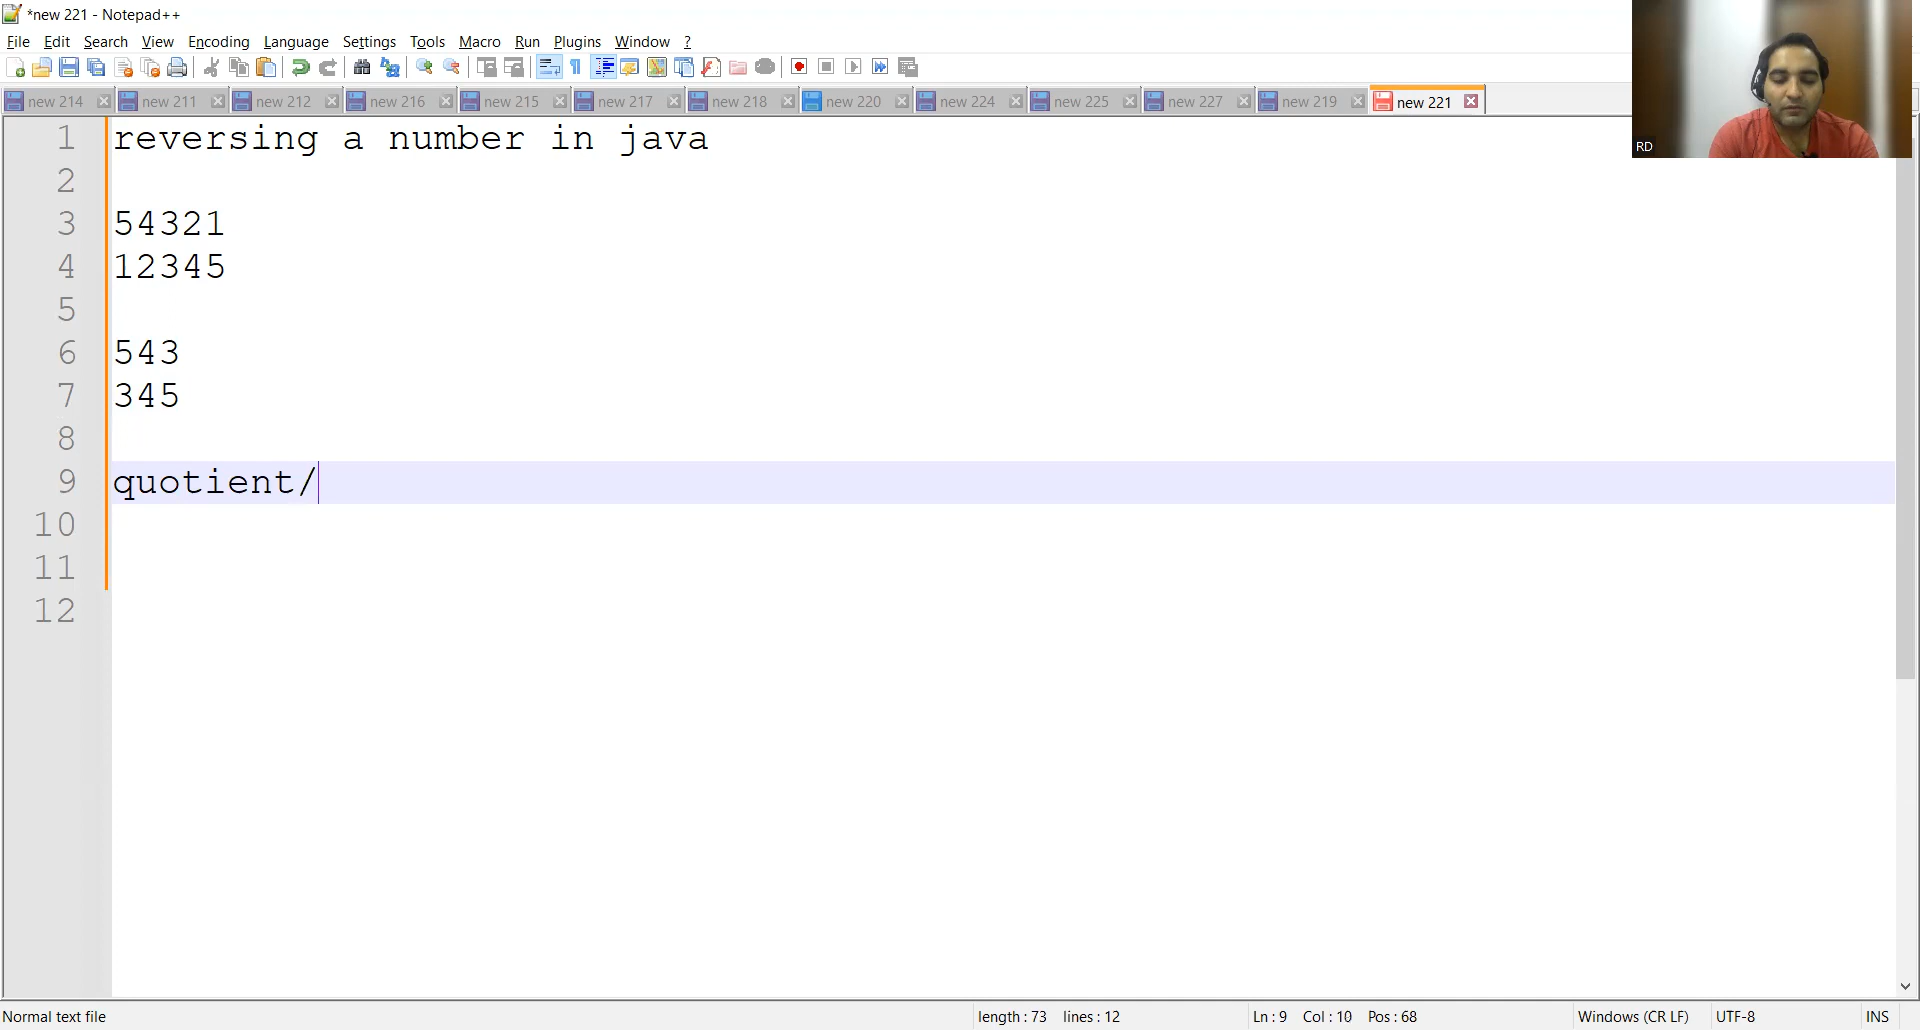 *new 221 - Notepad++
File Edit Search View Encoding Language Settings Tools Macro Run Plugins Window ?
new 214 new 211 new 212 new 216 new 215 new 217 new 218 new 220 new 224 new 225 new 227 new 219 new 221
RD
1 reversing a number in java
2
3 54321
4 12345
5
6 543
7 345
8
9 quotient/
10
11
12
Normal text file length : 73 lines : 12 Ln : 9 Col : 10 Pos : 68 Windows (CR LF) UTF-8 INS